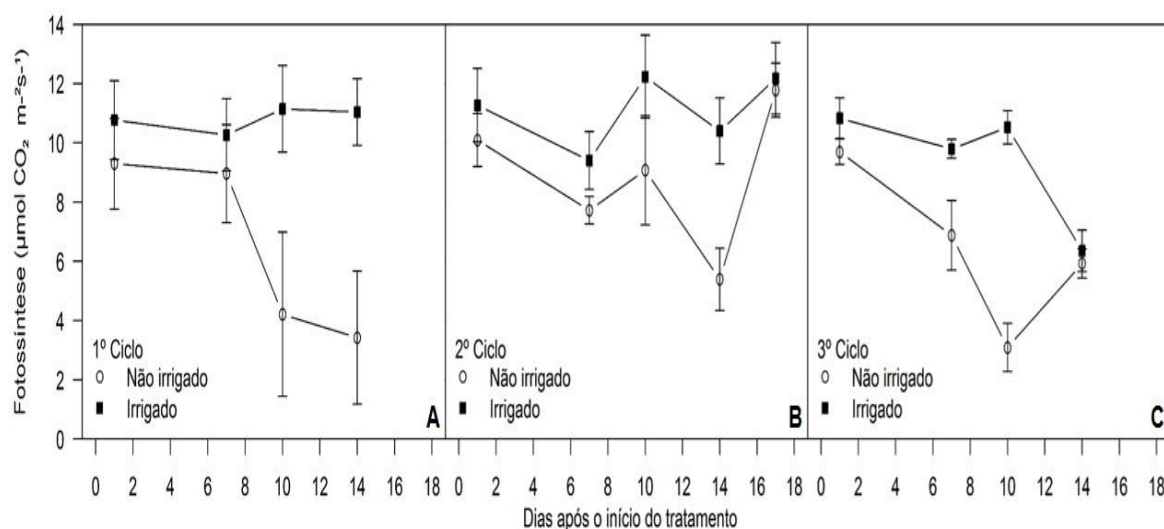 Fotossíntese (µmol CO₂ m-²s-¹)
14
12
10
8
6
4
2
0
1º Ciclo
Não irrigado
Irrigado
A
2º Ciclo
Não irrigado
Irrigado
B
3º Ciclo
Não irrigado
Irrigado
C
0 2 4 6 8 10 12 14 16 18 0 2 4 6 8 10 12 14 16 18 0 2 4 6 8 10 12 14 16 18
Dias após o início do tratamento